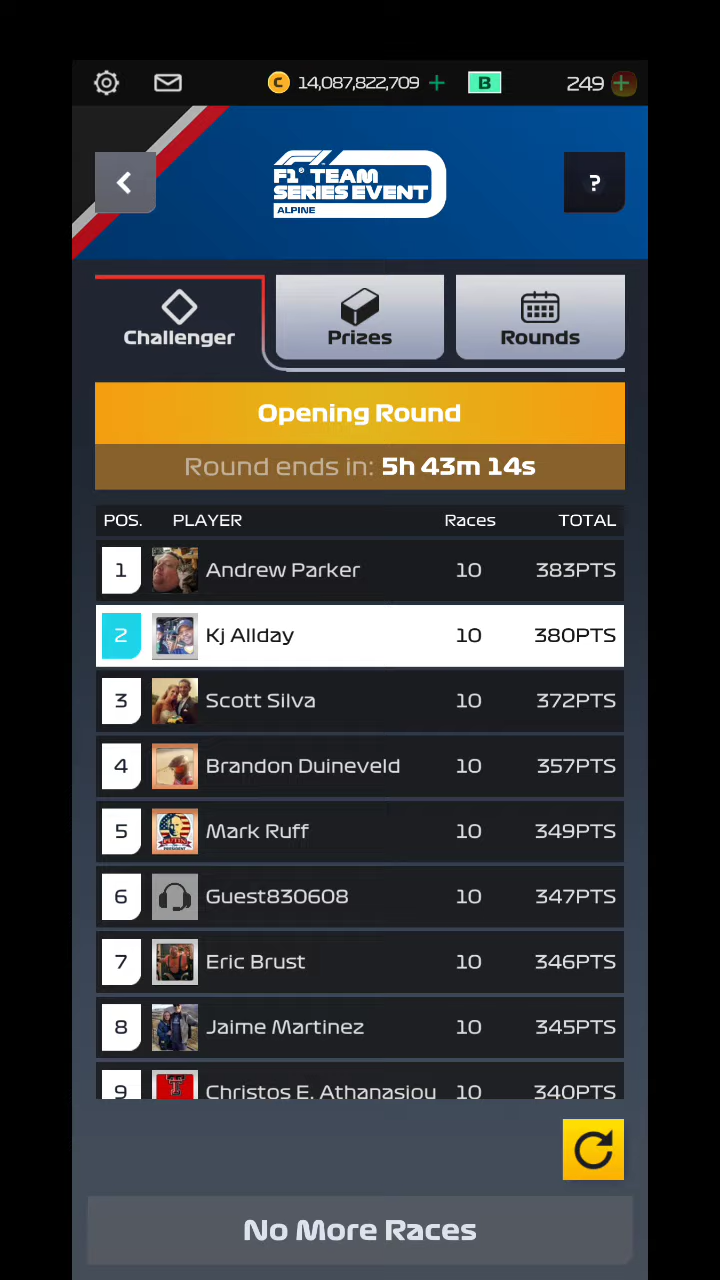 C 14,087,822,709 + B 249 +
F1® TEAM
SERIES EVENT
ALPINE
?
Challenger
Prizes
Rounds
Opening Round
Round ends in: 5h 43m 14s
POS. PLAYER Races TOTAL
1 Andrew Parker 10 383PTS
2 Kj Allday 10 380PTS
3 Scott Silva 10 372PTS
4 Brandon Duineveld 10 357PTS
5 Mark Ruff 10 349PTS
6 Guest830608 10 347PTS
7 Eric Brust 10 346PTS
8 Jaime Martinez 10 345PTS
9 Christos E. Athanasiou 10 340PTS
No More Races